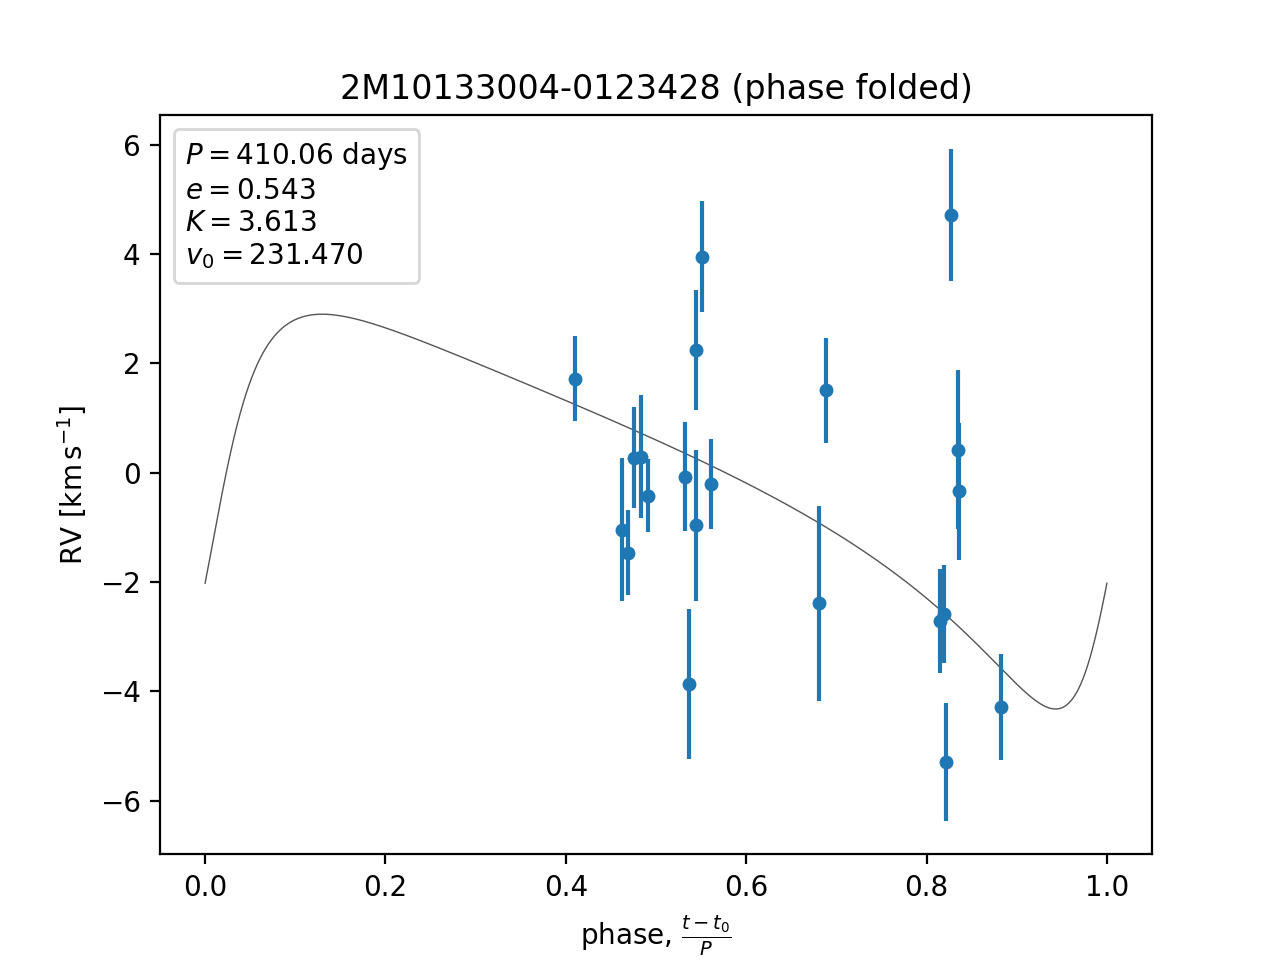 2M10133004-0123428 (phase folded)
P = 410.06 days
e = 0.543
K = 3.613
v₀ = 231.470
RV [km s⁻¹]
6
4
2
0
−2
−4
−6
0.0 0.2 0.4 0.6 0.8 1.0
phase, (t − t₀)/P